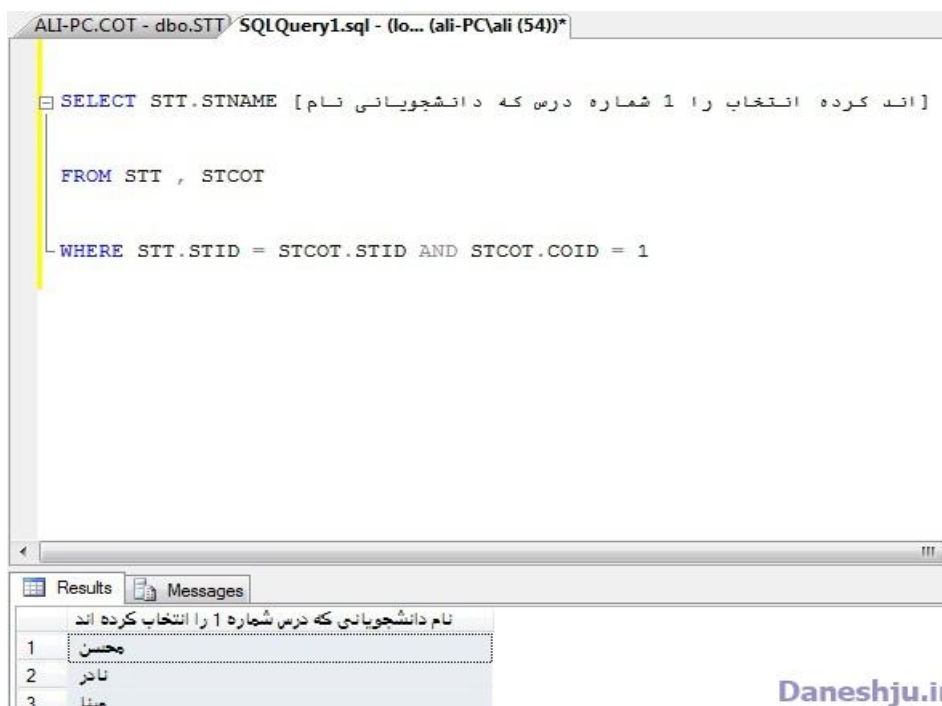 ALI-PC.COT - dbo.STT SQLQuery1.sql - (lo... (ali-PC\ali (54))*
SELECT STT.STNAME [نام دانشجویانی که درس شماره 1 را انتخاب کرده اند]
FROM STT , STCOT
WHERE STT.STID = STCOT.STID AND STCOT.COID = 1
Results Messages
نام دانشجویانی که درس شماره 1 را انتخاب کرده اند
1 محسن
2 نادر
3
Daneshju.ir